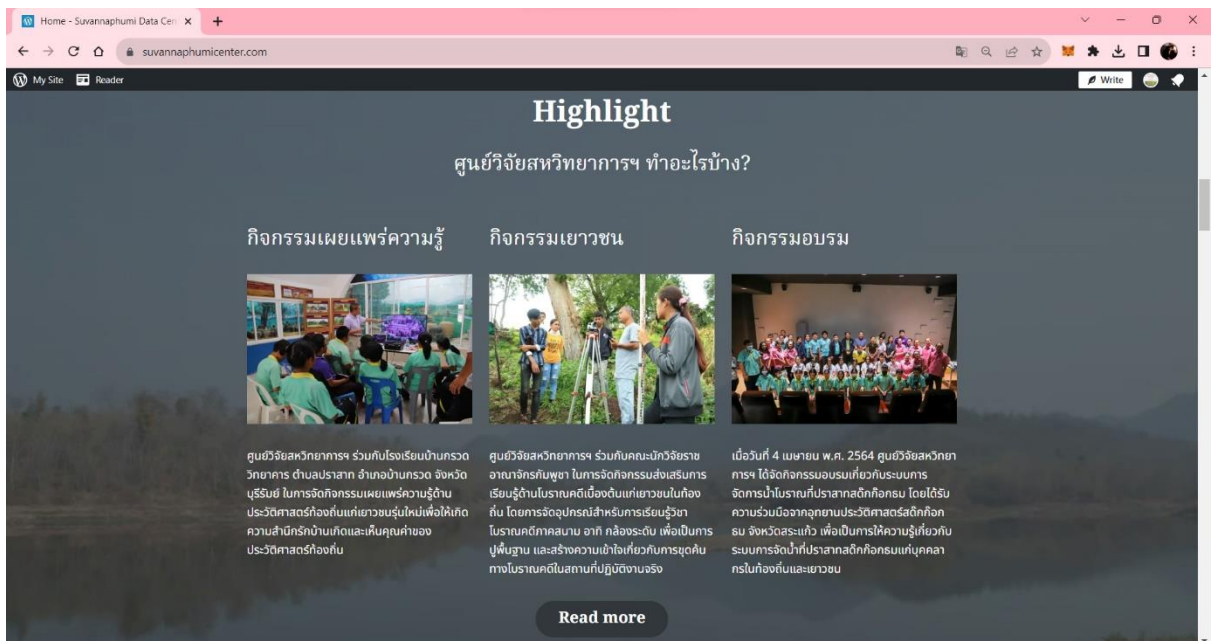 Home - Suvannaphumi Data Cen
suvannaphumicenter.com
My Site Reader Write
Highlight
ศูนย์วิจัยสหวิทยาการฯ ทำอะไรบ้าง?
กิจกรรมเผยแพร่ความรู้
ศูนย์วิจัยสหวิทยาการฯ ร่วมกับโรงเรียนบ้านกรวด
วิทยาคาร ตำบลปราสาท อำเภอบ้านกรวด จังหวัด
บุรีรัมย์ ในการจัดกิจกรรมเผยแพร่ความรู้ด้าน
ประวัติศาสตร์ท้องถิ่นแก่เยาวชนรุ่นใหม่เพื่อให้เกิด
ความสำนึกรักบ้านเกิดและเห็นคุณค่าของ
ประวัติศาสตร์ท้องถิ่น
กิจกรรมเยาวชน
ศูนย์วิจัยสหวิทยาการฯ ร่วมกับคณะนักวิจัยราช
อาณาจักรกัมพูชา ในการจัดกิจกรรมส่งเสริมการ
เรียนรู้ด้านโบราณคดีเบื้องต้นแก่เยาวชนในท้อง
ถิ่น โดยการจัดอุปกรณ์สำหรับการเรียนรู้วิชา
โบราณคดีภาคสนาม อาทิ กล้องระดับ เพื่อเป็นการ
ปูพื้นฐาน และสร้างความเข้าใจเกี่ยวกับการขุดค้น
ทางโบราณคดีในสถานที่ปฏิบัติงานจริง
กิจกรรมอบรม
เมื่อวันที่ 4 เมษายน พ.ศ. 2564 ศูนย์วิจัยสหวิทยา
การฯ ได้จัดกิจกรรมอบรมเกี่ยวกับระบบการ
จัดการน้ำโบราณที่ปราสาทสด๊กก๊อกธม โดยได้รับ
ความร่วมมือจากอุทยานประวัติศาสตร์สด๊กก๊อก
ธม จังหวัดสระแก้ว เพื่อเป็นการให้ความรู้เกี่ยวกับ
ระบบการจัดน้ำที่ปราสาทสด๊กก๊อกธมแก่บุคคลา
กรในท้องถิ่นและเยาวชน
Read more